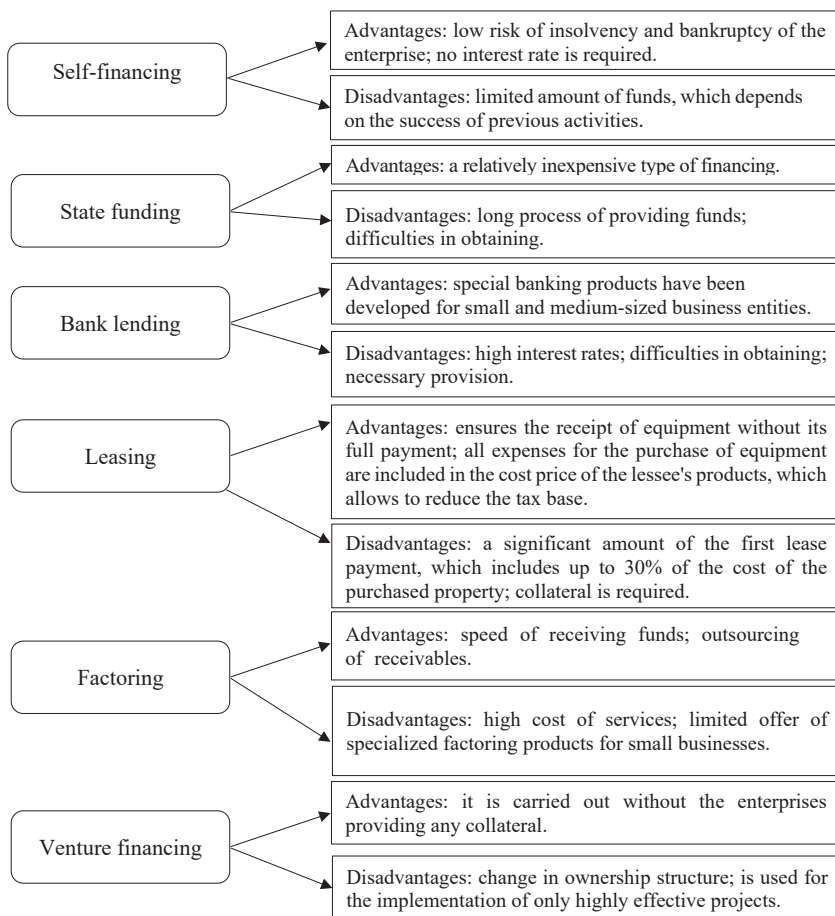 Self-financing
Advantages: low risk of insolvency and bankruptcy of the
enterprise; no interest rate is required.
Disadvantages: limited amount of funds, which depends
on the success of previous activities.
State funding
Advantages: a relatively inexpensive type of financing.
Disadvantages: long process of providing funds;
difficulties in obtaining.
Bank lending
Advantages: special banking products have been
developed for small and medium-sized business entities.
Disadvantages: high interest rates; difficulties in obtaining;
necessary provision.
Leasing
Advantages: ensures the receipt of equipment without its
full payment; all expenses for the purchase of equipment
are included in the cost price of the lessee's products, which
allows to reduce the tax base.
Disadvantages: a significant amount of the first lease
payment, which includes up to 30% of the cost of the
purchased property; collateral is required.
Factoring
Advantages: speed of receiving funds; outsourcing
of receivables.
Disadvantages: high cost of services; limited offer of
specialized factoring products for small businesses.
Venture financing
Advantages: it is carried out without the enterprises
providing any collateral.
Disadvantages: change in ownership structure; is used for
the implementation of only highly effective projects.